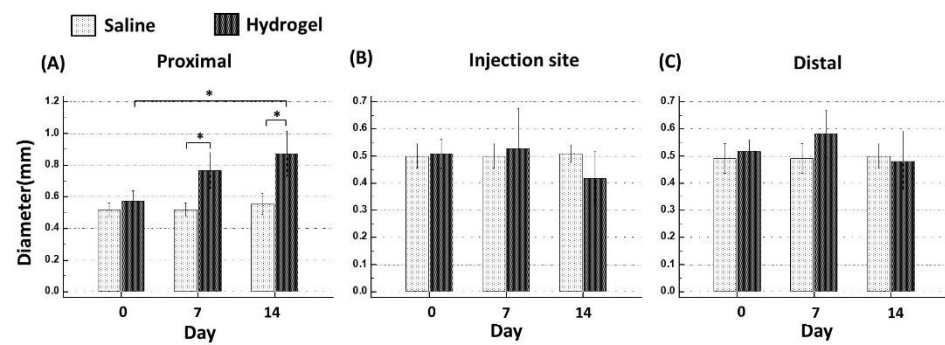 Saline Hydrogel
(A) Proximal
(B) Injection site
(C) Distal
Diameter(mm)
1.2
1.0
0.8
0.6
0.4
0.2
0.0
* * *
0 7 14
Day
0.7
0.6
0.5
0.4
0.3
0.2
0.1
0.0
0 7 14
Day
0.7
0.6
0.5
0.4
0.3
0.2
0.1
0.0
0 7 14
Day